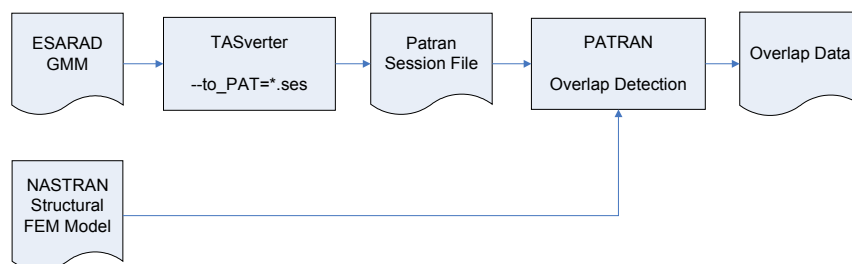 ESARAD
GMM
TASverter
--to_PAT=*.ses
Patran
Session File
PATRAN
Overlap Detection
Overlap Data
NASTRAN
Structural
FEM Model